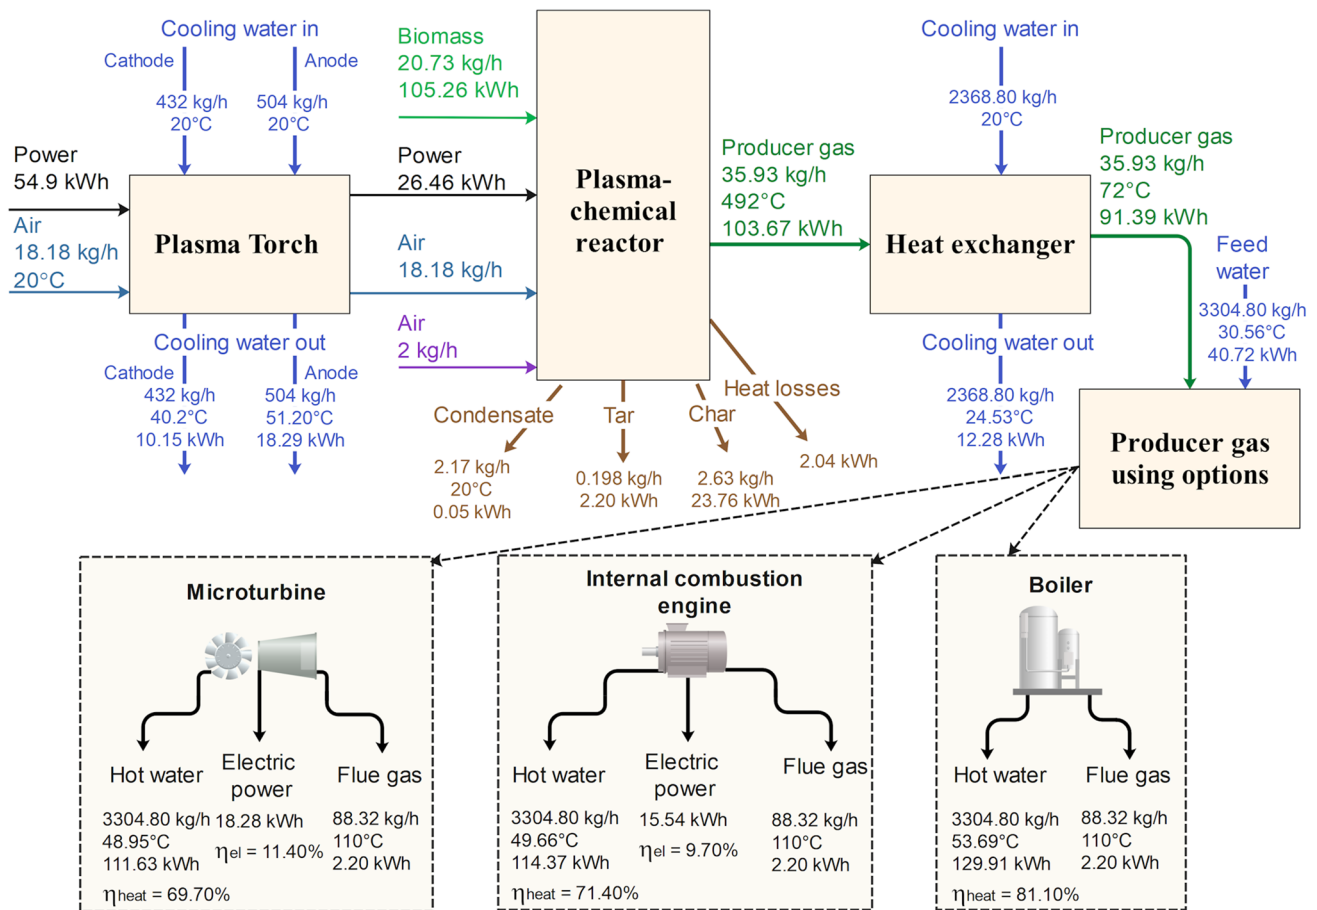 Cooling water in
Cathode
Anode
432 kg/h
20°C
504 kg/h
20°C
Power
54.9 kWh
Air
18.18 kg/h
20°C
Plasma Torch
Cooling water out
Cathode
Anode
432 kg/h
40.2°C
10.15 kWh
504 kg/h
51.20°C
18.29 kWh
Biomass
20.73 kg/h
105.26 kWh
Power
26.46 kWh
Air
18.18 kg/h
Air
2 kg/h
Plasma-
chemical
reactor
Condensate
2.17 kg/h
20°C
0.05 kWh
Tar
0.198 kg/h
2.20 kWh
Char
2.63 kg/h
23.76 kWh
Heat losses
2.04 kWh
Producer gas
35.93 kg/h
492°C
103.67 kWh
Cooling water in
2368.80 kg/h
20°C
Heat exchanger
Cooling water out
2368.80 kg/h
24.53°C
12.28 kWh
Producer gas
35.93 kg/h
72°C
91.39 kWh
Feed
water
3304.80 kg/h
30.56°C
40.72 kWh
Producer gas
using options
Microturbine
Hot water
3304.80 kg/h
48.95°C
111.63 kWh
ηheat = 69.70%
Electric
power
18.28 kWh
ηel = 11.40%
Flue gas
88.32 kg/h
110°C
2.20 kWh
Internal combustion
engine
Hot water
3304.80 kg/h
49.66°C
114.37 kWh
ηheat = 71.40%
Electric
power
15.54 kWh
ηel = 9.70%
Flue gas
88.32 kg/h
110°C
2.20 kWh
Boiler
Hot water
3304.80 kg/h
53.69°C
129.91 kWh
ηheat = 81.10%
Flue gas
88.32 kg/h
110°C
2.20 kWh